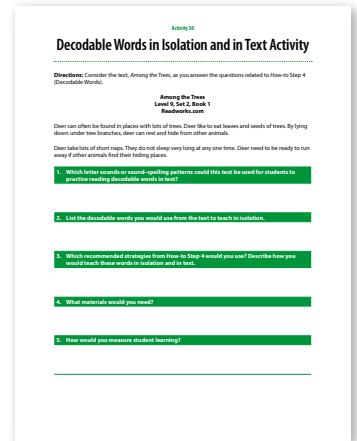 Activity 30
Decodable Words in Isolation and in Text Activity
Directions: Consider the text, Among the Trees, as you answer the questions related to How-to Step 4
(Decodable Words).
Among the Trees
Level 9, Set 2, Book 1
Readworks.com
Deer can often be found in places with lots of trees. Deer like to eat leaves and seeds of trees. By lying
down under tree branches, deer can rest and hide from other animals.
Deer take lots of short naps. They do not sleep very long at any one time. Deer need to be ready to run
away if other animals find their hiding places.
1. Which letter sounds or sound–spelling patterns could this text be used for students to
practice reading decodable words in text?
2. List the decodable words you would use from the text to teach in isolation.
3. Which recommended strategies from How-to Step 4 would you use? Describe how you
would teach these words in isolation and in text.
4. What materials would you need?
5. How would you measure student learning?